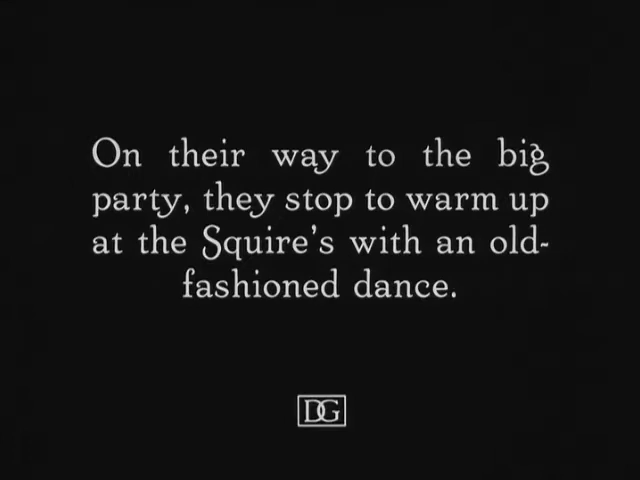 On their way to the big
party, they stop to warm up
at the Squire's with an old-
fashioned dance.
DG